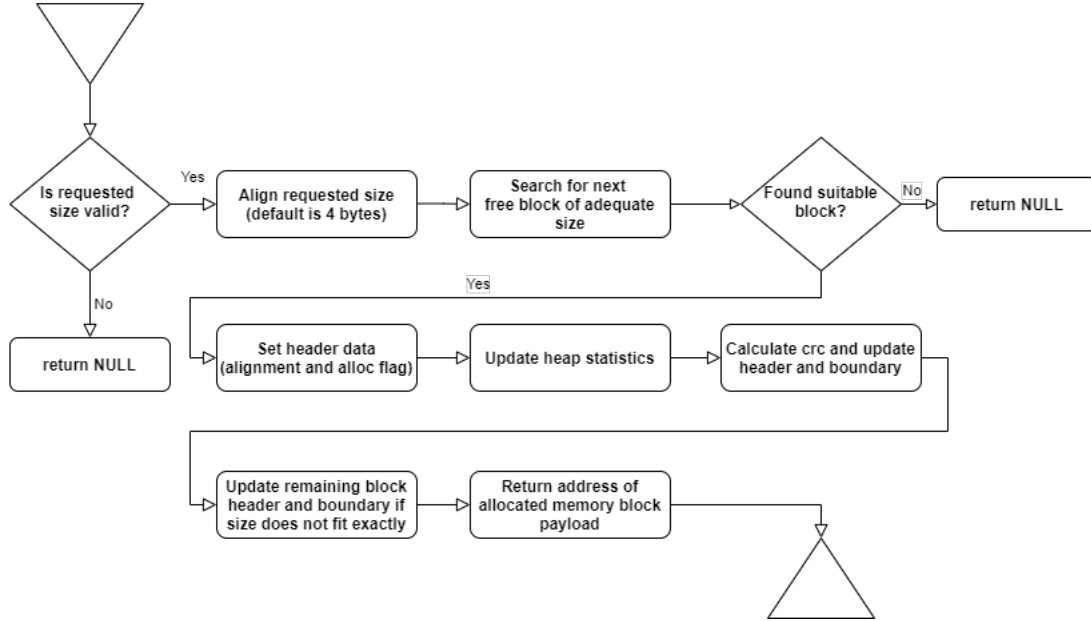 Is requested
size valid?
Yes
Align requested size
(default is 4 bytes)
Search for next
free block of adequate
size
Found suitable
block?
No
return NULL
No
return NULL
Yes
Set header data
(alignment and alloc flag)
Update heap statistics
Calculate crc and update
header and boundary
Update remaining block
header and boundary if
size does not fit exactly
Return address of
allocated memory block
payload